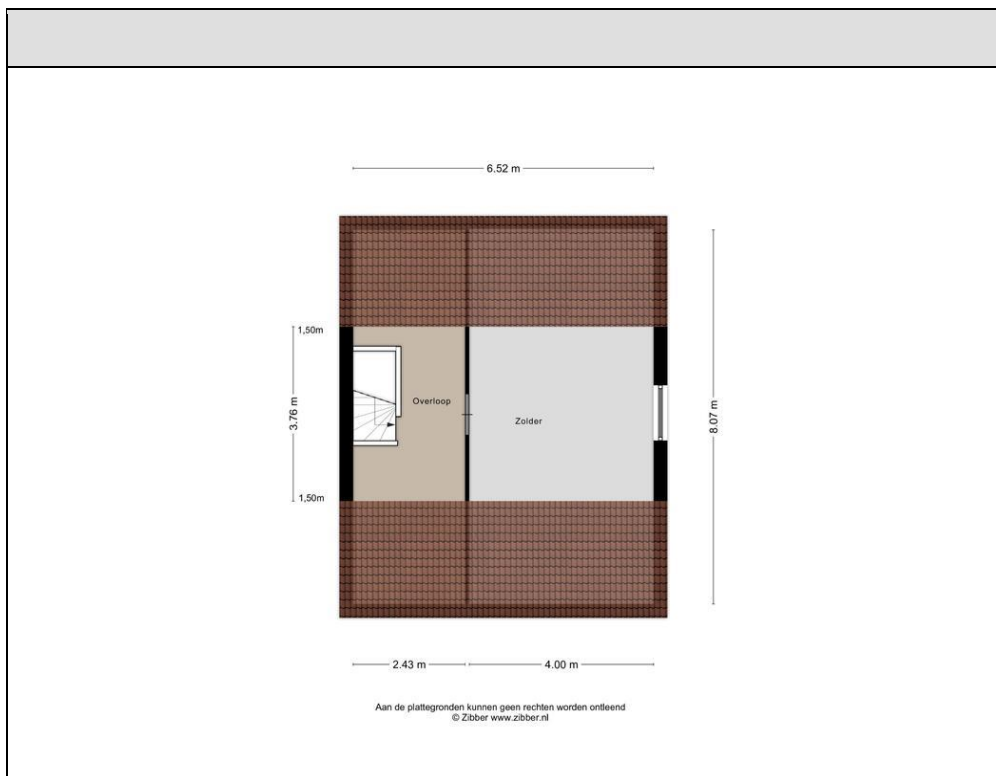 6.52 m
1,50m
3.76 m
8.07 m
Overloop
Zolder
1,50m
2.43 m
4.00 m
Aan de plattegronden kunnen geen rechten worden ontleend
© Zibber www.zibber.nl